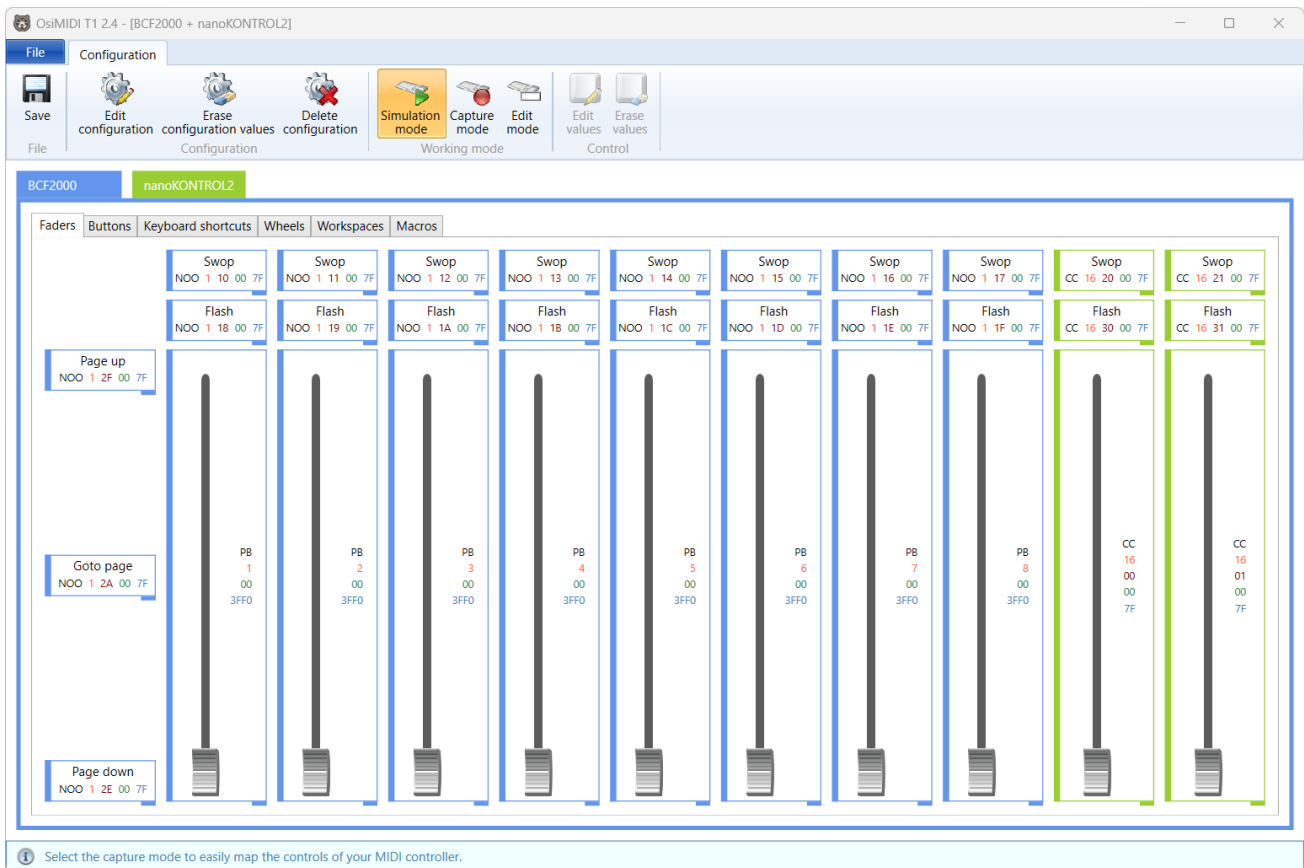 OsiMIDI T1 2.4 - [BCF2000 + nanoKONTROL2]
File Configuration
Save
Edit configuration
Erase configuration values
Delete configuration
Simulation mode
Capture mode
Edit mode
Edit values
Erase values
File Configuration Working mode Control
BCF2000 nanoKONTROL2
Faders Buttons Keyboard shortcuts Wheels Workspaces Macros
Swop Swop Swop Swop Swop Swop Swop Swop Swop Swop
NOO 1 10 00 7F NOO 1 11 00 7F NOO 1 12 00 7F NOO 1 13 00 7F NOO 1 14 00 7F NOO 1 15 00 7F NOO 1 16 00 7F NOO 1 17 00 7F CC 16 20 00 7F CC 16 21 00 7F
Flash Flash Flash Flash Flash Flash Flash Flash Flash Flash
NOO 1 18 00 7F NOO 1 19 00 7F NOO 1 1A 00 7F NOO 1 1B 00 7F NOO 1 1C 00 7F NOO 1 1D 00 7F NOO 1 1E 00 7F NOO 1 1F 00 7F CC 16 30 00 7F CC 16 31 00 7F
Page up
NOO 1 2F 00 7F
PB PB PB PB PB PB PB PB CC CC
1 2 3 4 5 6 7 8 16 16
00 00 00 00 00 00 00 00 00 01
3FF0 3FF0 3FF0 3FF0 3FF0 3FF0 3FF0 3FF0 00 00
7F 7F
Goto page
NOO 1 2A 00 7F
Page down
NOO 1 2E 00 7F
Select the capture mode to easily map the controls of your MIDI controller.